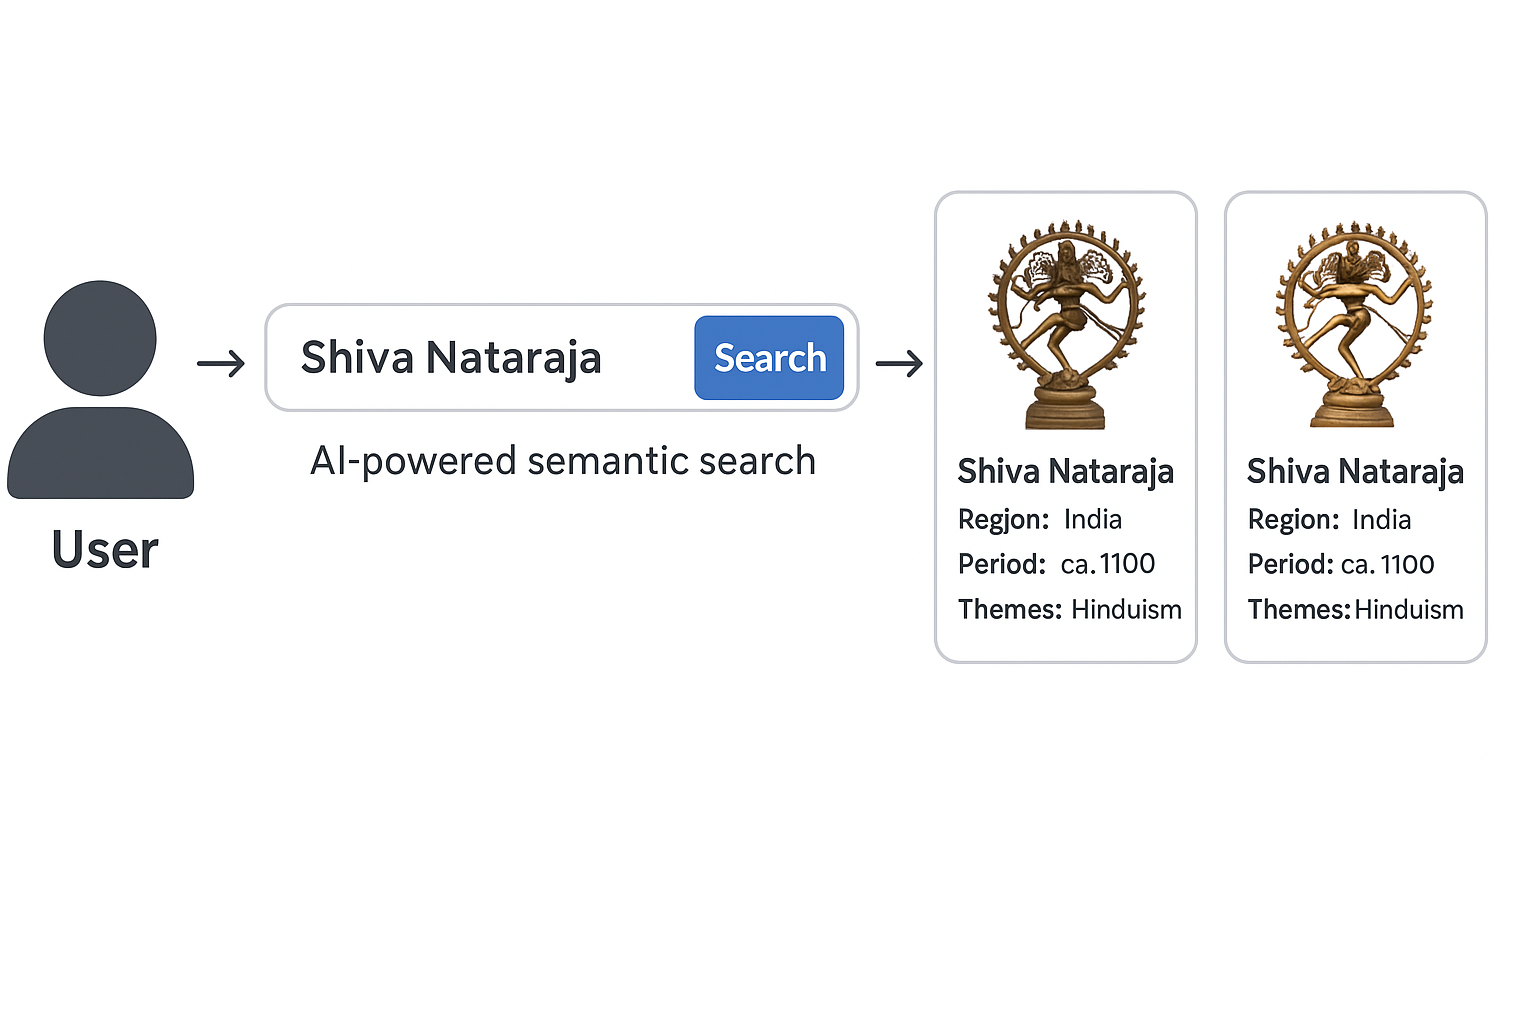 User
Shiva Nataraja
Search
AI-powered semantic search
Shiva Nataraja
Regjon: India
Period: ca. 1100
Themes: Hinduism
Shiva Nataraja
Region: India
Period: ca. 1100
Themes: Hinduism